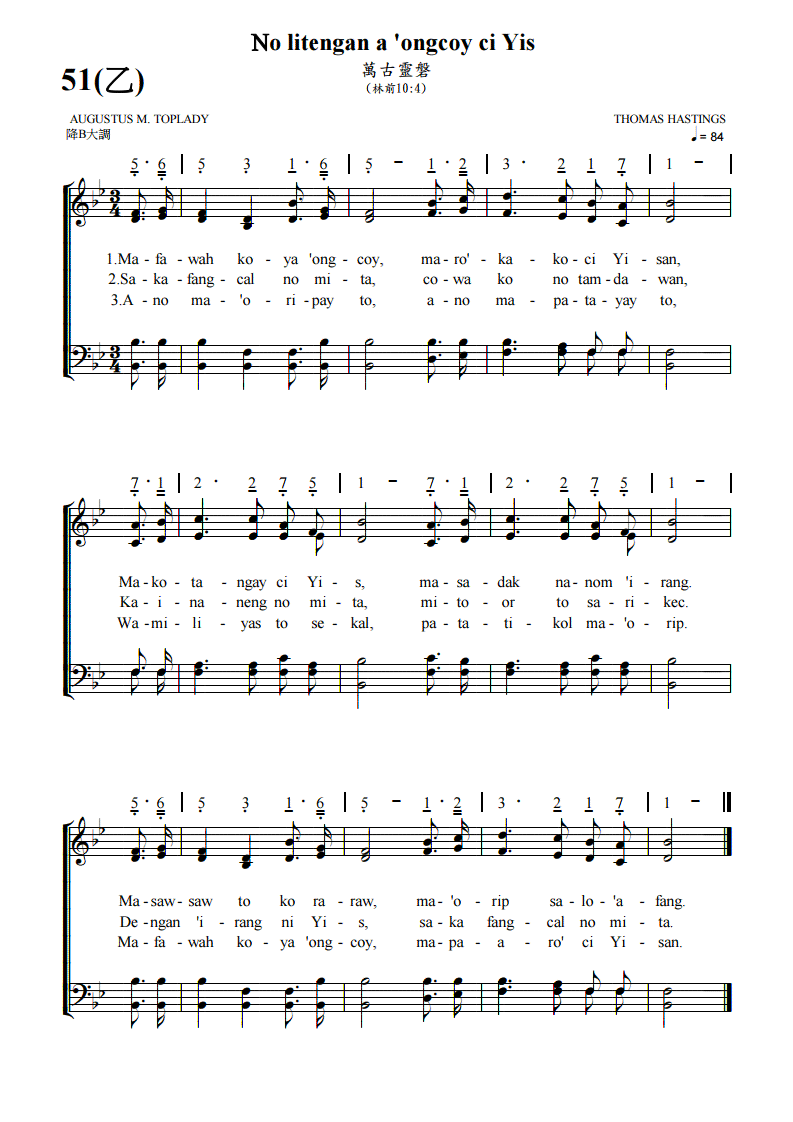 No litengan a 'ongcoy ci Yis
51(乙)
萬古靈磐
(林前10:4)
AUGUSTUS M. TOPLADY
THOMAS HASTINGS
降B大調
♩= 84
5 · 6 | 5 3 1 · 6 | 5 – 1 · 2 | 3 · 2 1 7 | 1 – |
1.Ma - fa - wah ko - ya 'ong - coy, ma - ro' - ka - ko - ci Yi - san,
2.Sa - ka - fang - cal no mi - ta, co - wa ko no tam - da - wan,
3.A - no ma - 'o - ri - pay to, a - no ma - pa - ta - yay to,
7 · 1 | 2 · 2 7 5 | 1 – 7 · 1 | 2 · 2 7 5 | 1 – |
Ma - ko - ta - ngay ci Yi - s, ma - sa - dak na - nom 'i - rang.
Ka - i - na - neng no mi - ta, mi - to - or to sa - ri - kec.
Wa - mi - li - yas to se - kal, pa - ta - ti - kol ma - 'o - rip.
5 · 6 | 5 3 1 · 6 | 5 – 1 · 2 | 3 · 2 1 7 | 1 –
Ma - saw - saw to ko ra - raw, ma - 'o - rip sa - lo - 'a - fang.
De - ngan 'i - rang ni Yi - s, sa - ka fang - cal no mi - ta.
Ma - fa - wah ko - ya 'ong - coy, ma - pa - a - ro' ci Yi - san.